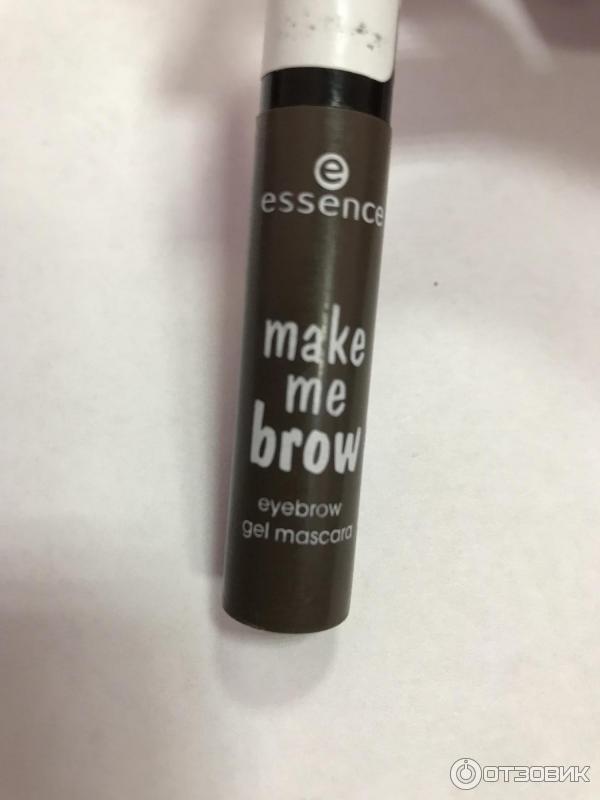 e
essence
make
me
brow
eyebrow
gel mascara
ОТЗОВИК